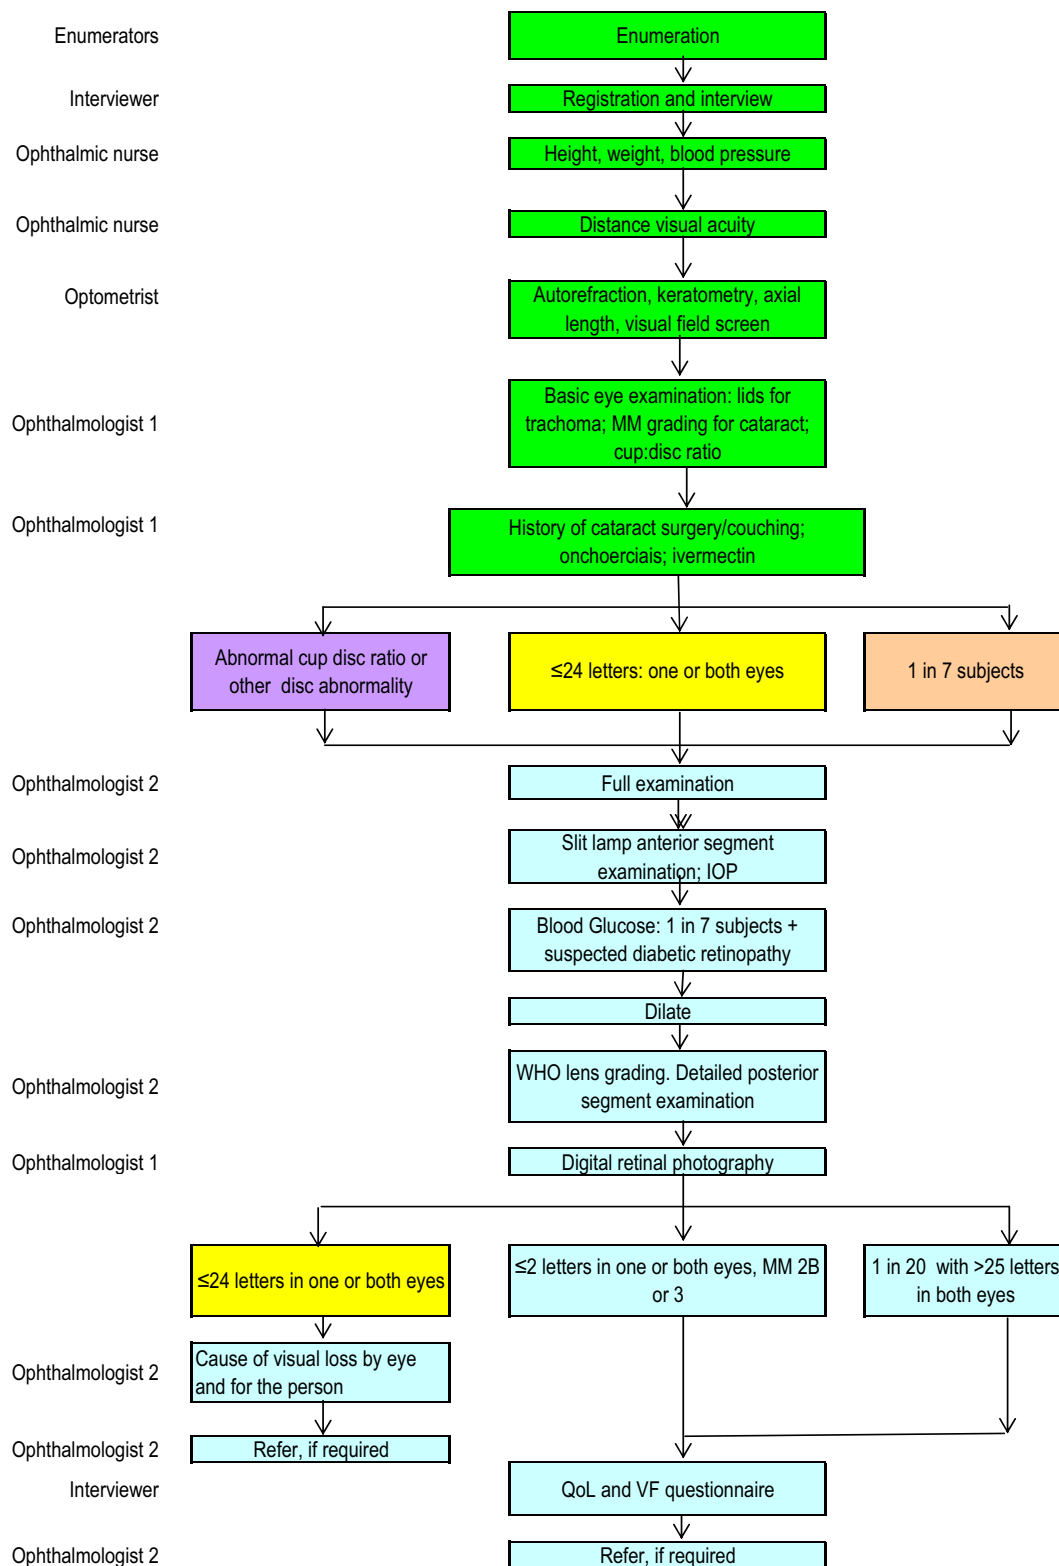 Enumerators
Enumeration
Interviewer
Registration and interview
Ophthalmic nurse
Height, weight, blood pressure
Ophthalmic nurse
Distance visual acuity
Optometrist
Autorefraction, keratometry, axial
length, visual field screen
Ophthalmologist 1
Basic eye examination: lids for
trachoma; MM grading for cataract;
cup:disc ratio
Ophthalmologist 1
History of cataract surgery/couching;
onchoerciais; ivermectin
Abnormal cup disc ratio or
other disc abnormality
≤24 letters: one or both eyes
1 in 7 subjects
Ophthalmologist 2
Full examination
Ophthalmologist 2
Slit lamp anterior segment
examination; IOP
Ophthalmologist 2
Blood Glucose: 1 in 7 subjects +
suspected diabetic retinopathy
Dilate
Ophthalmologist 2
WHO lens grading. Detailed posterior
segment examination
Ophthalmologist 1
Digital retinal photography
≤24 letters in one or both eyes
≤2 letters in one or both eyes, MM 2B
or 3
1 in 20 with >25 letters
in both eyes
Ophthalmologist 2
Cause of visual loss by eye
and for the person
Ophthalmologist 2
Refer, if required
Interviewer
QoL and VF questionnaire
Ophthalmologist 2
Refer, if required